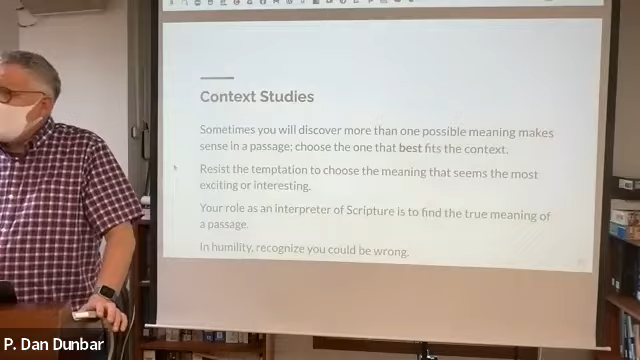 Context Studies
Sometimes you will discover more than one possible meaning makes
sense in a passage; choose the one that best fits the context.
Resist the temptation to choose the meaning that seems the most
exciting or interesting.
Your role as an interpreter of Scripture is to find the true meaning of
a passage.
In humility, recognize you could be wrong.
P. Dan Dunbar